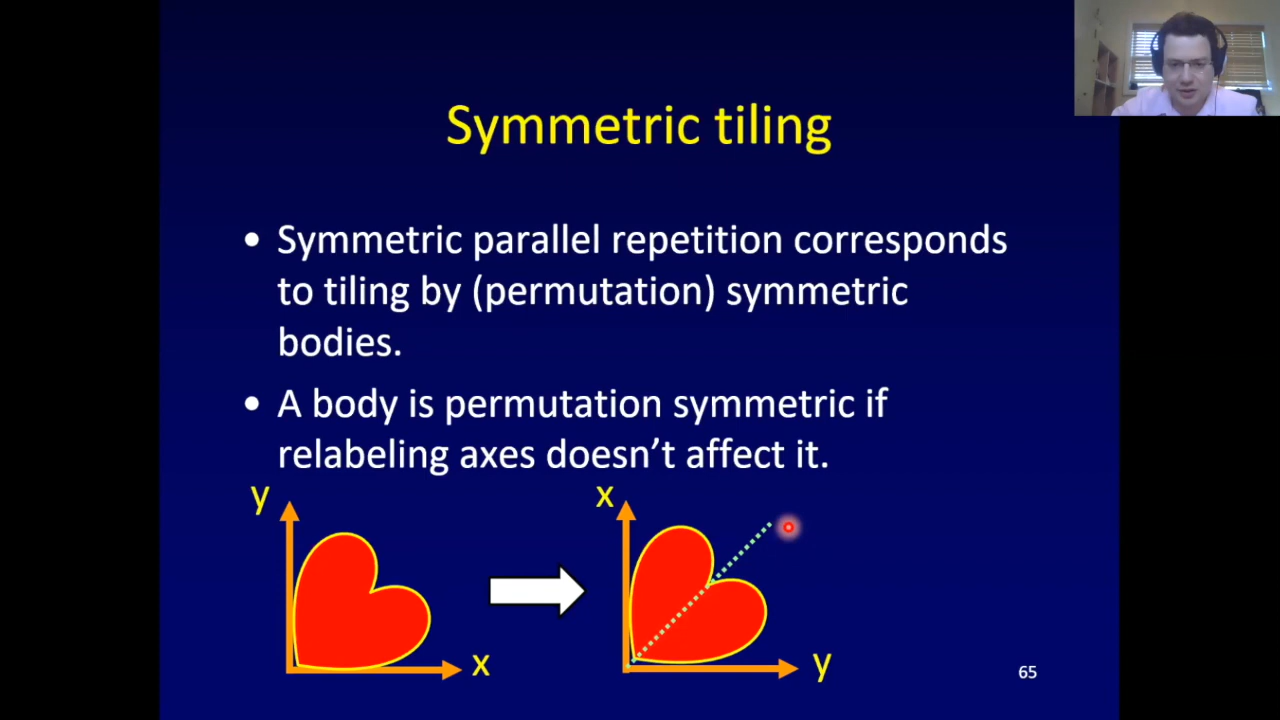 Symmetric tiling
• Symmetric parallel repetition corresponds
to tiling by (permutation) symmetric
bodies.
• A body is permutation symmetric if
relabeling axes doesn’t affect it.
y
x
x
y
65